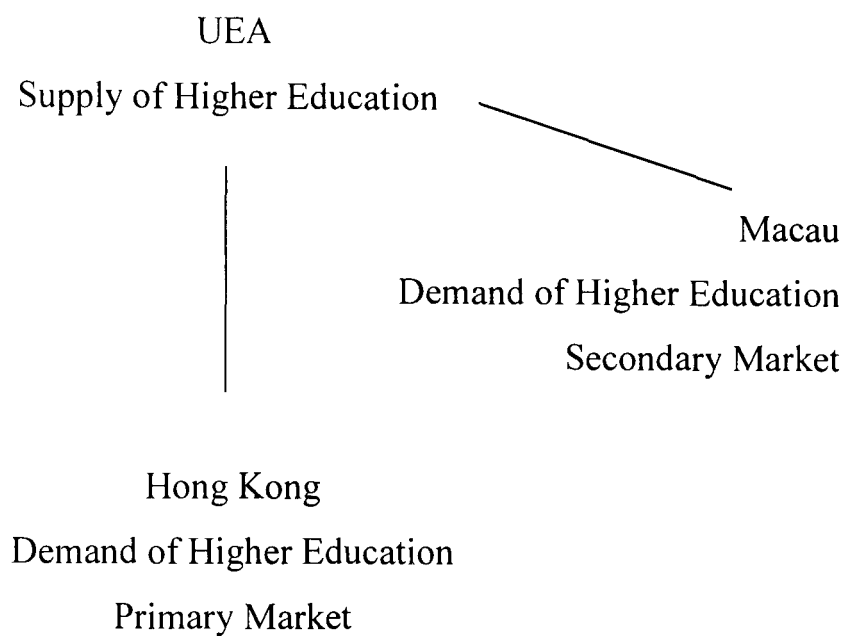 UEA
Supply of Higher Education
Macau
Demand of Higher Education
Secondary Market
Hong Kong
Demand of Higher Education
Primary Market